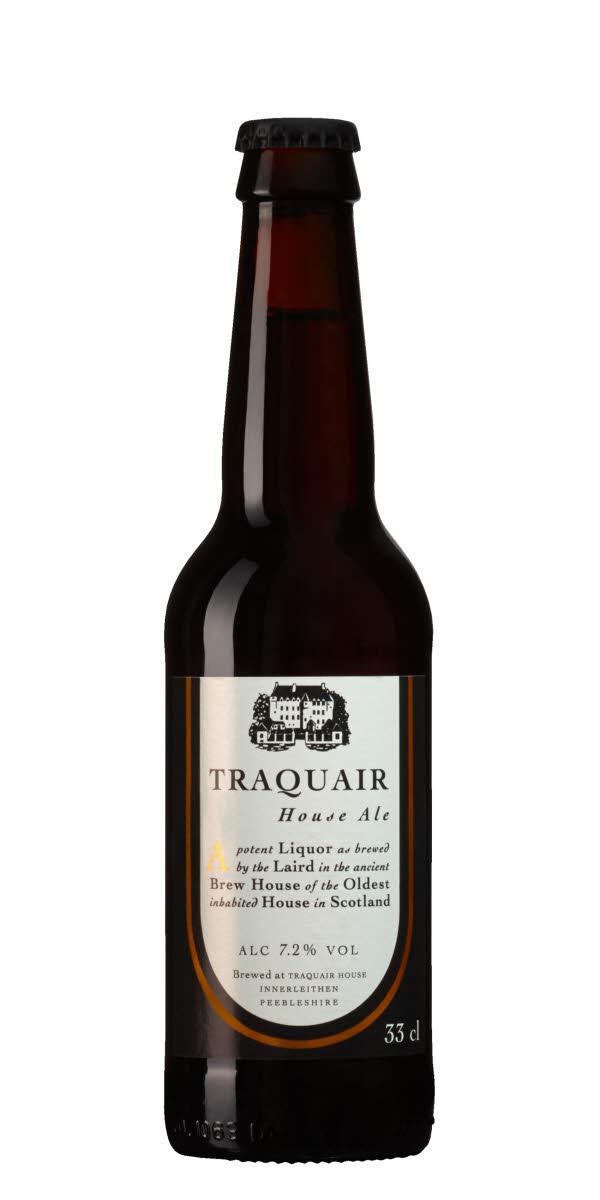 TRAQUAIR
House Ale
A potent Liquor as brewed
by the Laird in the ancient
Brew House of the Oldest
inhabited House in Scotland
ALC 7.2% VOL
Brewed at TRAQUAIR HOUSE
INNERLEITHEN
PEEBLESHIRE
33 cl
1063